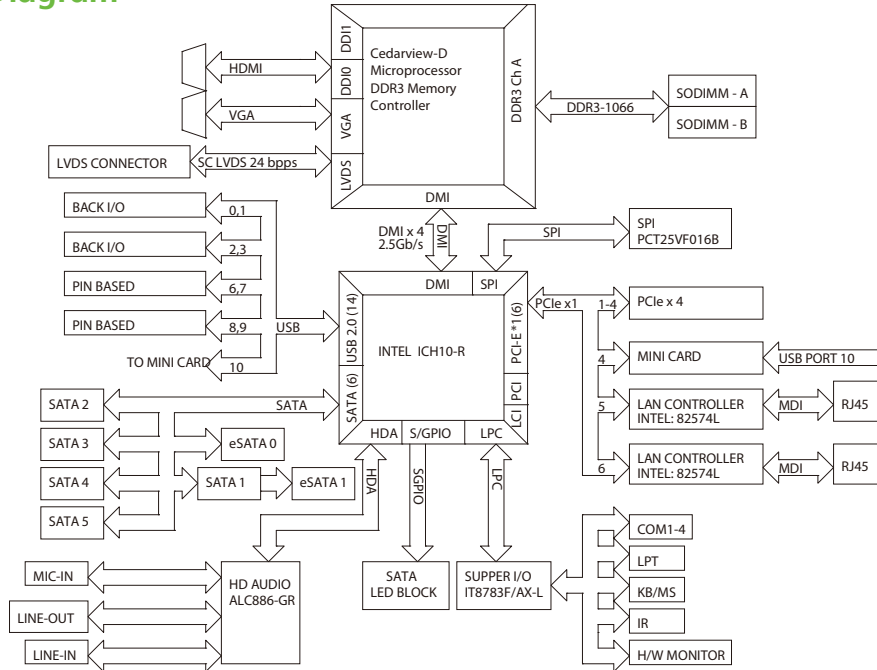 Diagram
DDI1
HDMI
DDI0
VGA
VGA
LVDS CONNECTOR
SC LVDS 24 bpps
LVDS
Cedarview-D
Microprocessor
DDR3 Memory
Controller
DDR3 Ch A
DDR3-1066
SODIMM - A
SODIMM - B
DMI
BACK I/O
0,1
BACK I/O
2,3
PIN BASED
6,7
PIN BASED
8,9
USB
TO MINI CARD
10
DMI x 4
2.5Gb/s
DMI
SPI
SPI
PCT25VF016B
DMI
SPI
USB 2.0 (14)
SATA (6)
INTEL ICH10-R
PCI-E *1(6)
PCI
LCI
HDA
S/GPIO
LPC
PCIe x1
1-4
PCIe x 4
4
MINI CARD
USB PORT 10
5
LAN CONTROLLER
INTEL: 82574L
MDI
RJ45
6
LAN CONTROLLER
INTEL: 82574L
MDI
RJ45
SATA 2
SATA
SATA 3
eSATA 0
SATA 4
SATA 1
eSATA 1
SATA 5
HDA
SGPIO
LPC
MIC-IN
LINE-OUT
LINE-IN
HD AUDIO
ALC886-GR
SATA
LED BLOCK
SUPPER I/O
IT8783F/AX-L
COM1-4
LPT
KB/MS
IR
H/W MONITOR